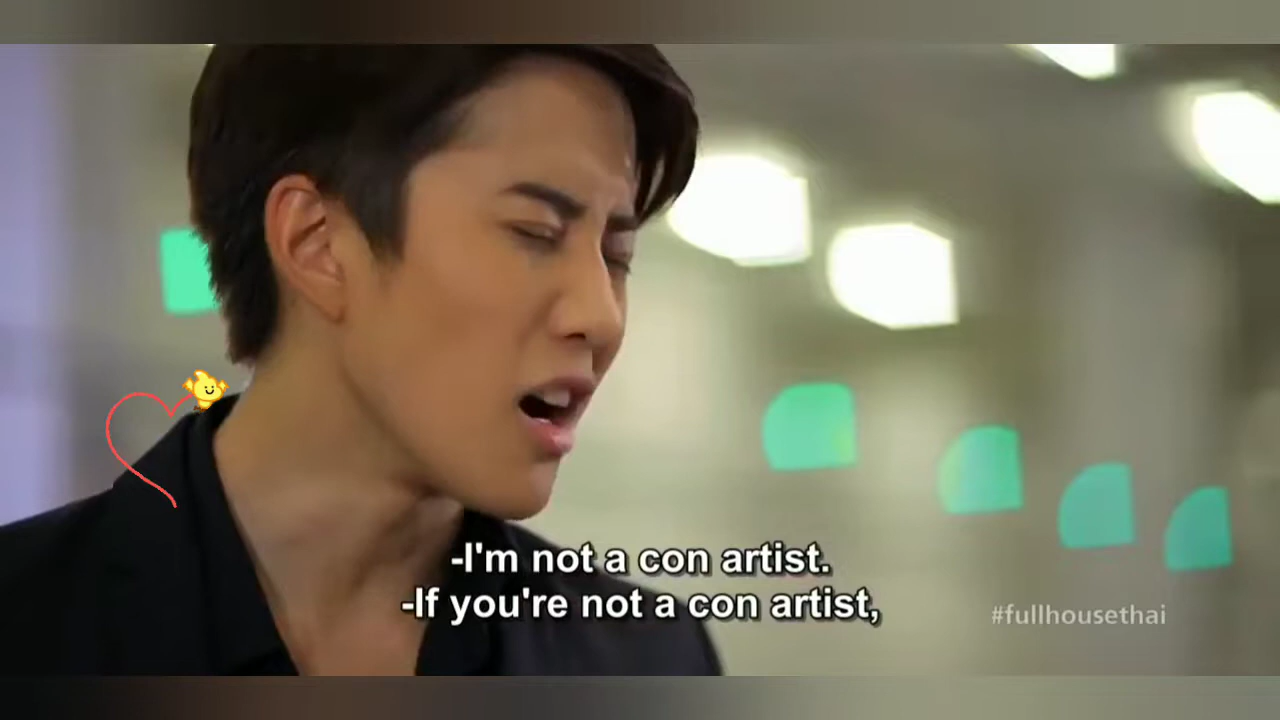 -I'm not a con artist.
-If you're not a con artist,
#fullhousethai